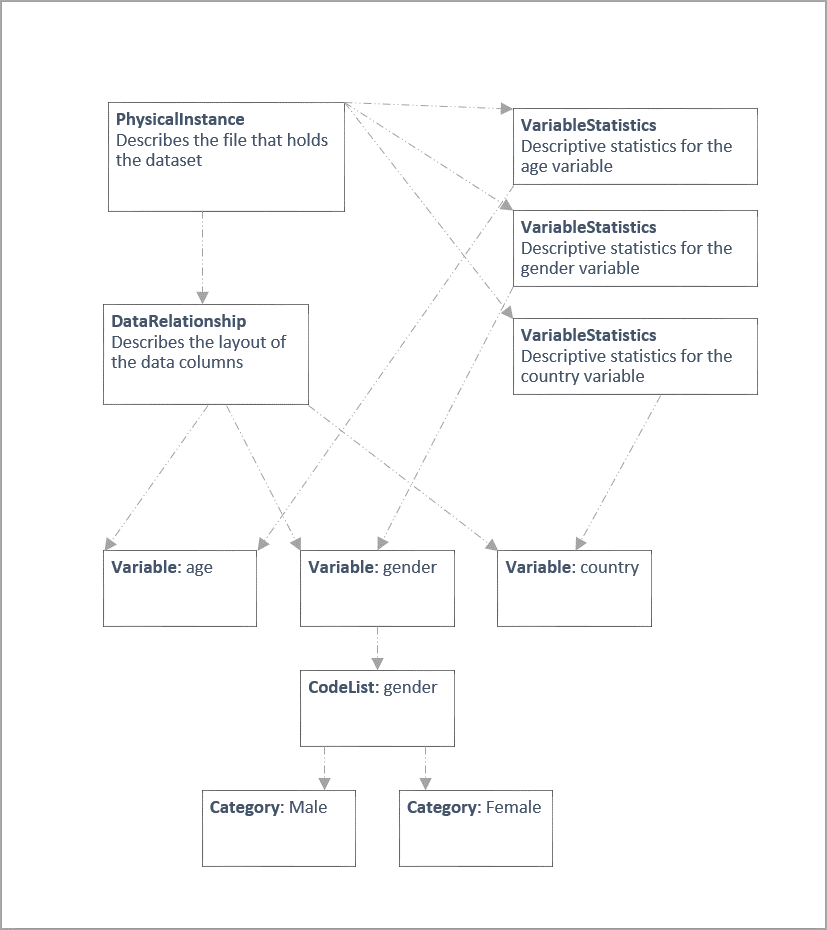 PhysicalInstance
Describes the file that holds
the dataset
VariableStatistics
Descriptive statistics for the
age variable
VariableStatistics
Descriptive statistics for the
gender variable
DataRelationship
Describes the layout of
the data columns
VariableStatistics
Descriptive statistics for the
country variable
Variable: age
Variable: gender
Variable: country
CodeList: gender
Category: Male
Category: Female